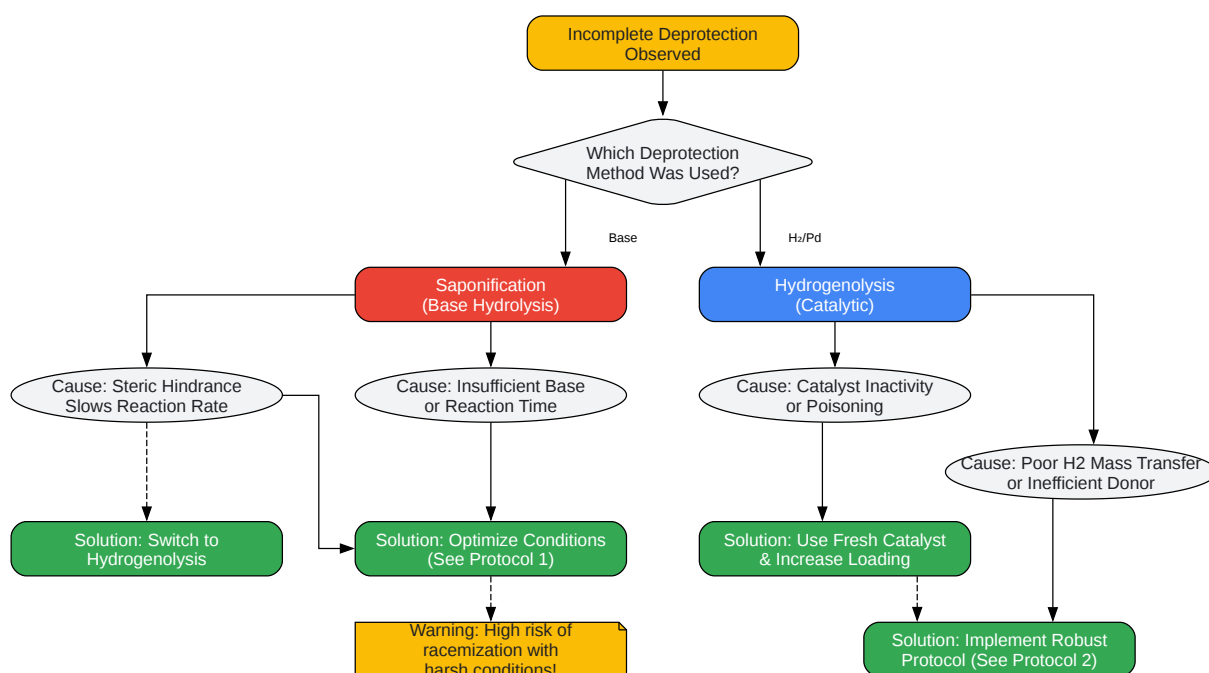 Incomplete Deprotection
Observed
Which Deprotection
Method Was Used?
Base
H₂/Pd
Saponification
(Base Hydrolysis)
Hydrogenolysis
(Catalytic)
Cause: Steric Hindrance
Slows Reaction Rate
Cause: Insufficient Base
or Reaction Time
Cause: Catalyst Inactivity
or Poisoning
Cause: Poor H2 Mass Transfer
or Inefficient Donor
Solution: Switch to
Hydrogenolysis
Solution: Optimize Conditions
(See Protocol 1)
Solution: Use Fresh Catalyst
& Increase Loading
Warning: High risk of
racemization with
harsh conditions!
Solution: Implement Robust
Protocol (See Protocol 2)